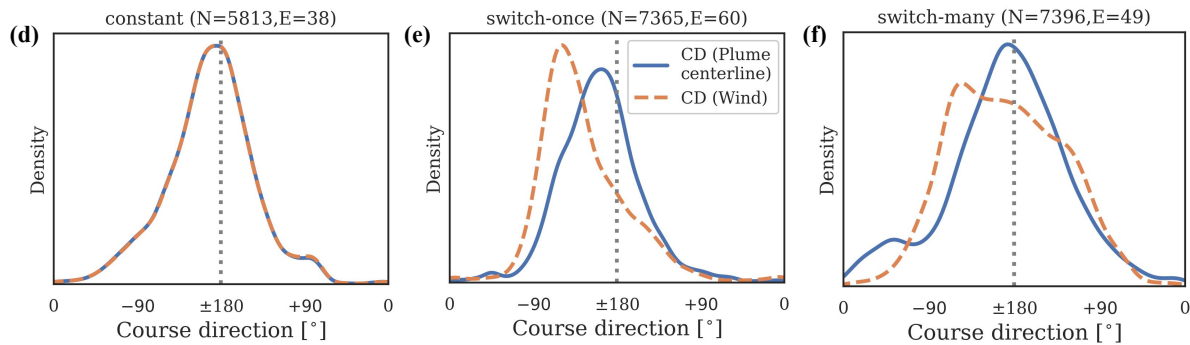 (d)
constant (N=5813,E=38)
Density
0 −90 ±180 +90 0
Course direction [°]
(e)
switch-once (N=7365,E=60)
CD (Plume
centerline)
CD (Wind)
Density
0 −90 ±180 +90 0
Course direction [°]
(f)
switch-many (N=7396,E=49)
Density
0 −90 ±180 +90 0
Course direction [°]